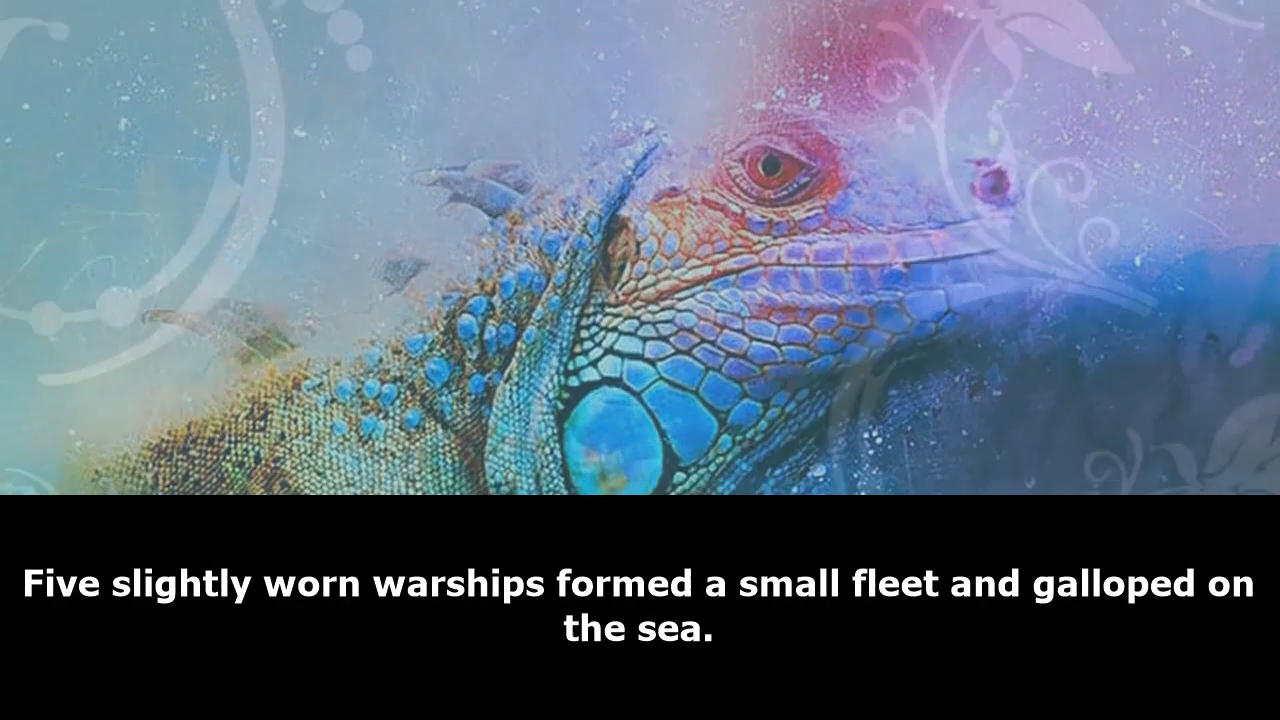 Five slightly worn warships formed a small fleet and galloped on
the sea.